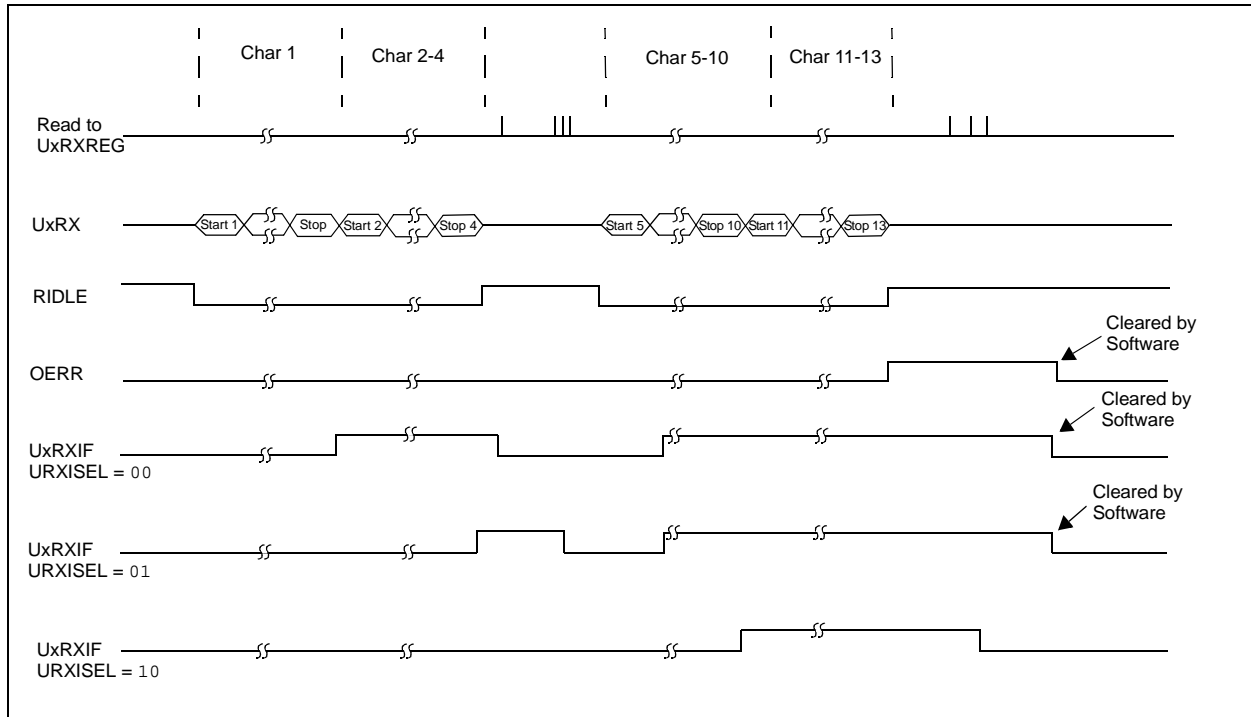 Char 1
Char 2-4
Char 5-10
Char 11-13
Read to
UxRXREG
UxRX
Start 1
Stop
Start 2
Stop 4
Start 5
Stop 10
Start 11
Stop 13
RIDLE
Cleared by
Software
OERR
Cleared by
Software
UxRXIF
URXISEL = 00
Cleared by
Software
UxRXIF
URXISEL = 01
UxRXIF
URXISEL = 10